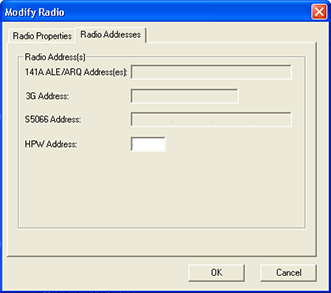 Modify Radio
Radio Properties Radio Addresses
Radio Address(s)
141A ALE/ARQ Address(es):
3G Address:
S5066 Address:
HPW Address:
OK Cancel